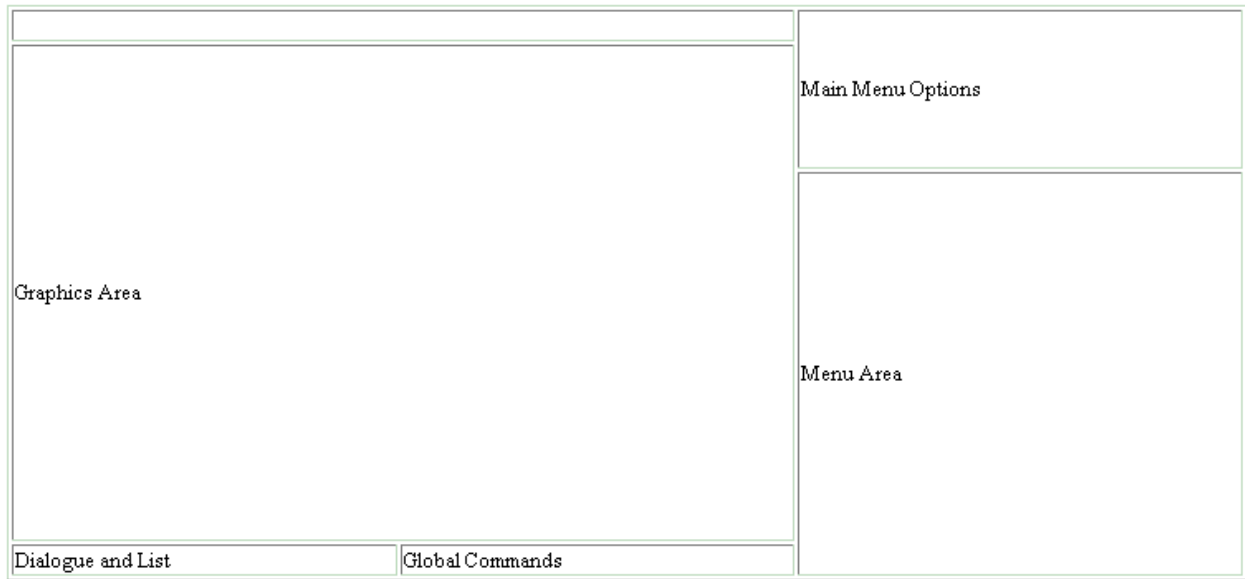 Main Menu Options
Graphics Area
Menu Area
Dialogue and List
Global Commands